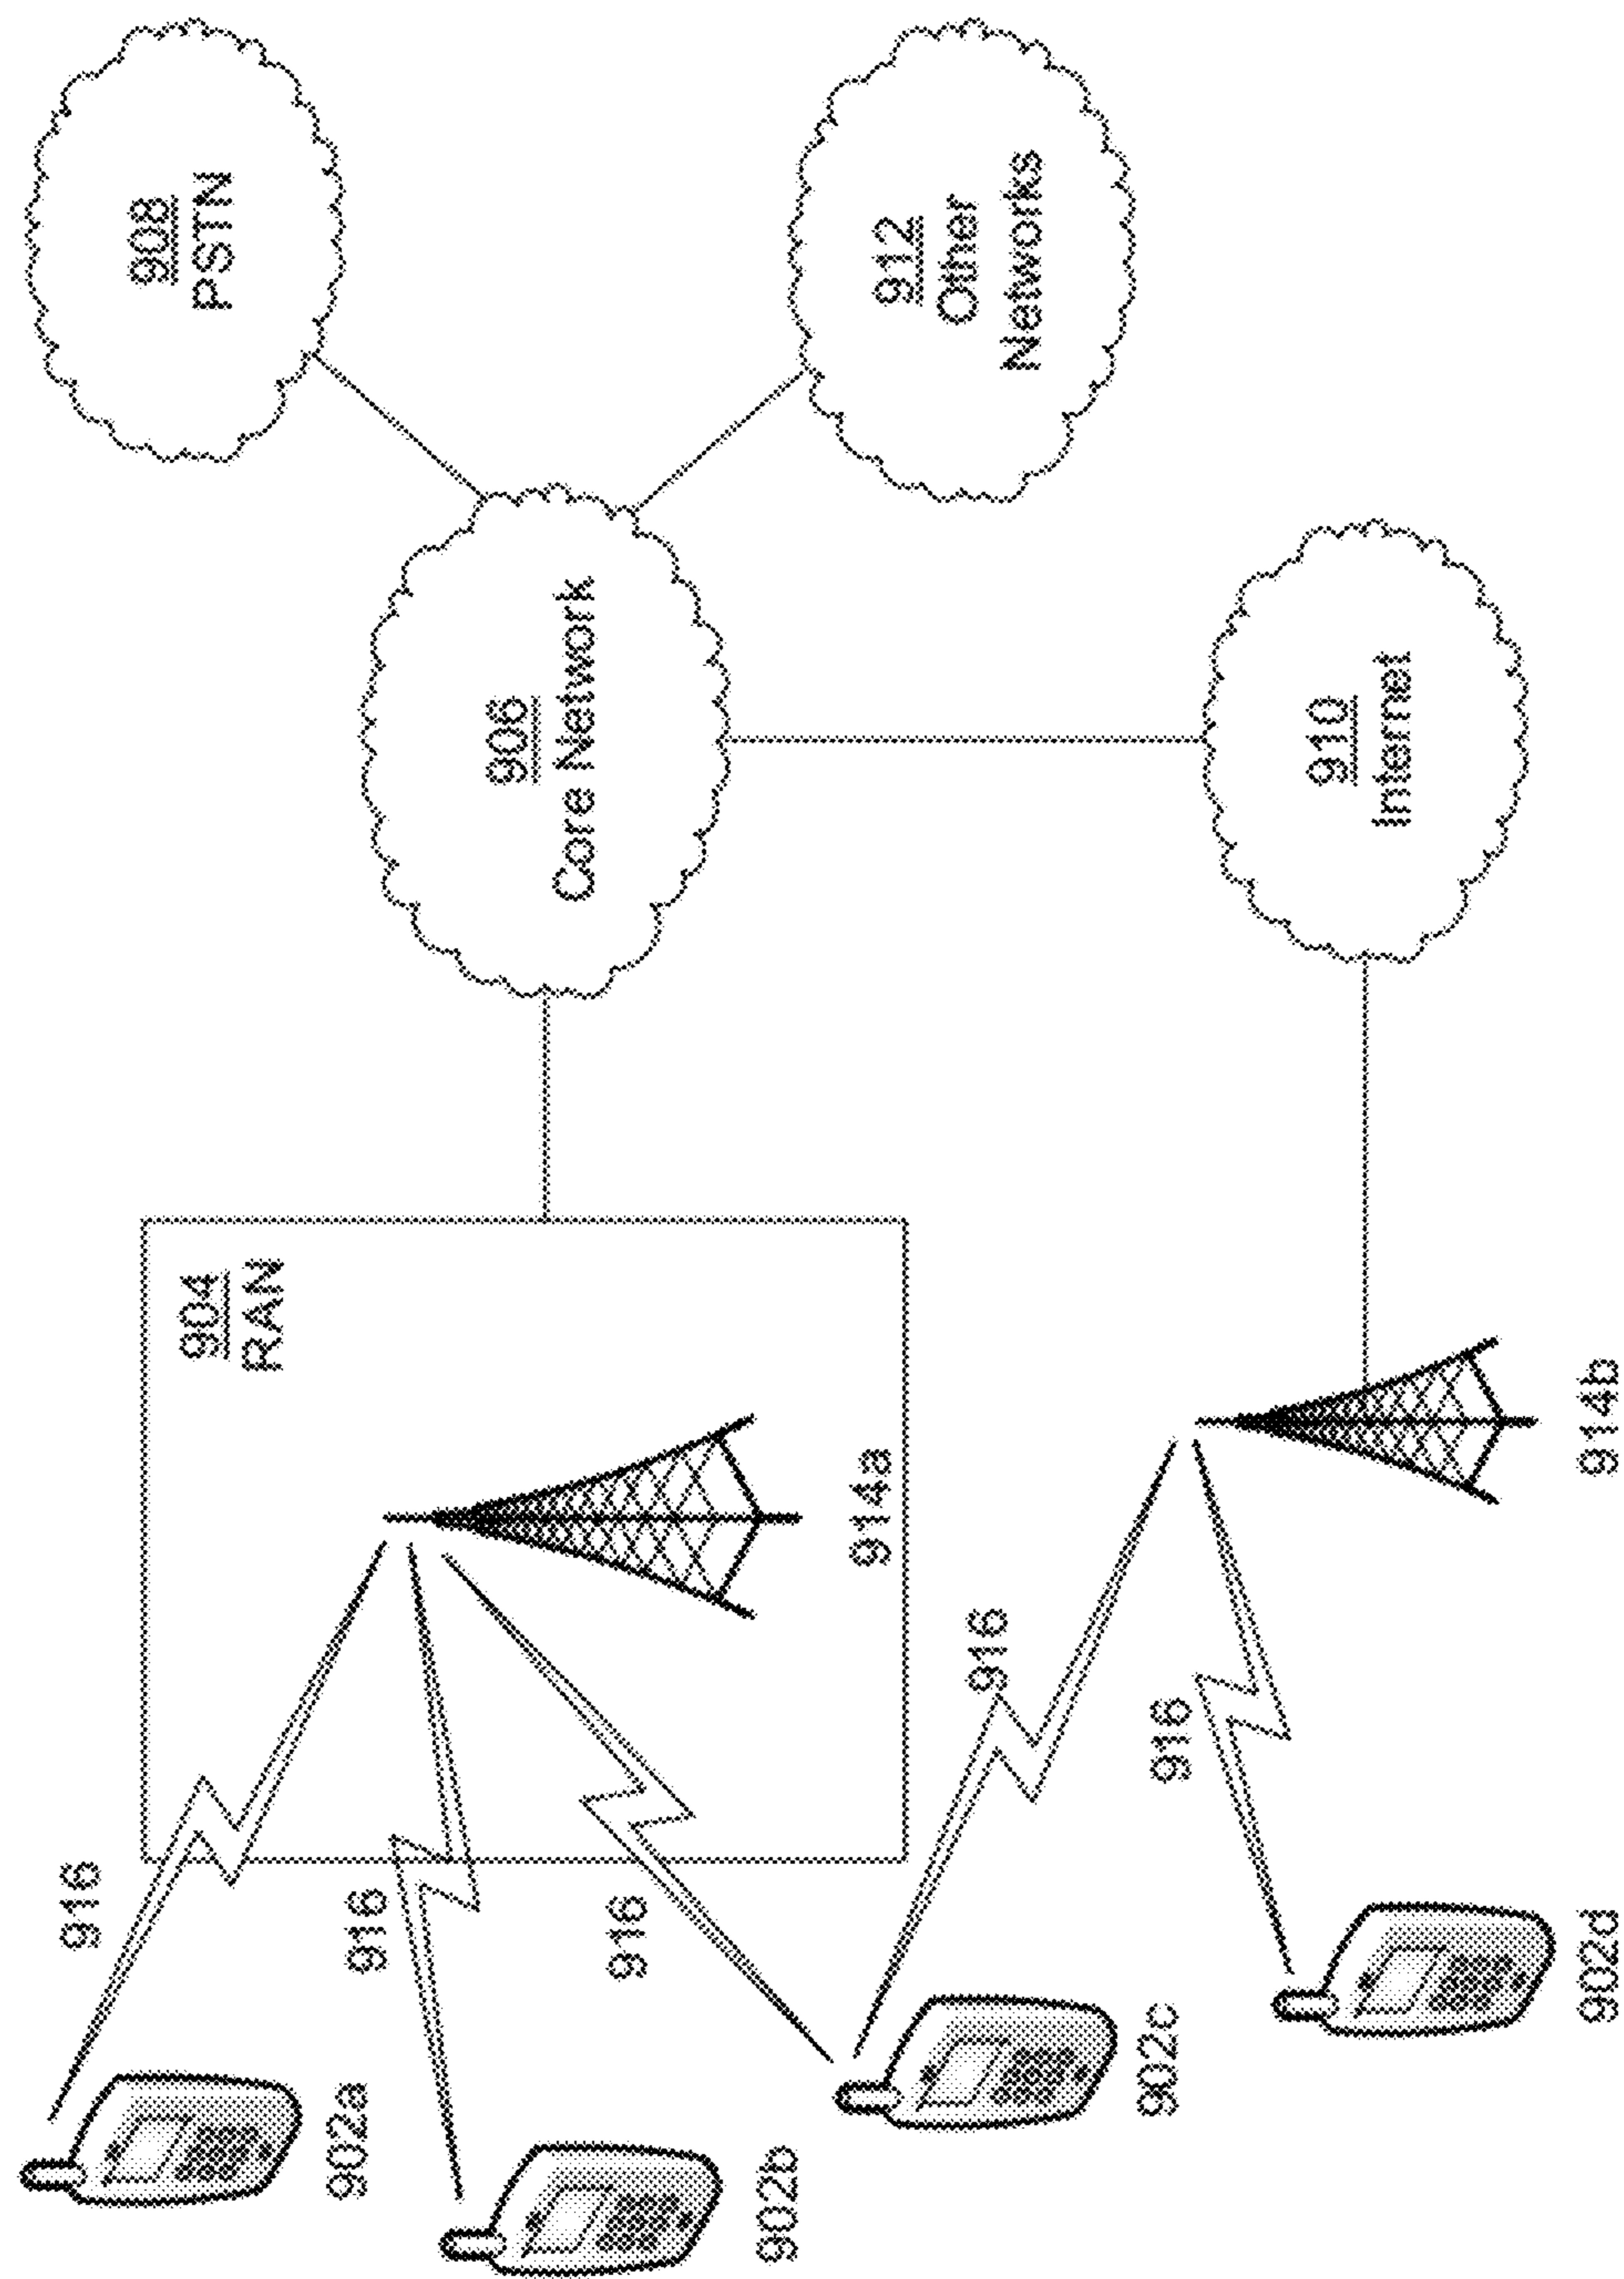 916
902a
916
902b
916
902c
916
916
902d
904
RAN
914a
914b
906
Core Network
908
PSTN
912
Other
Networks
910
Internet